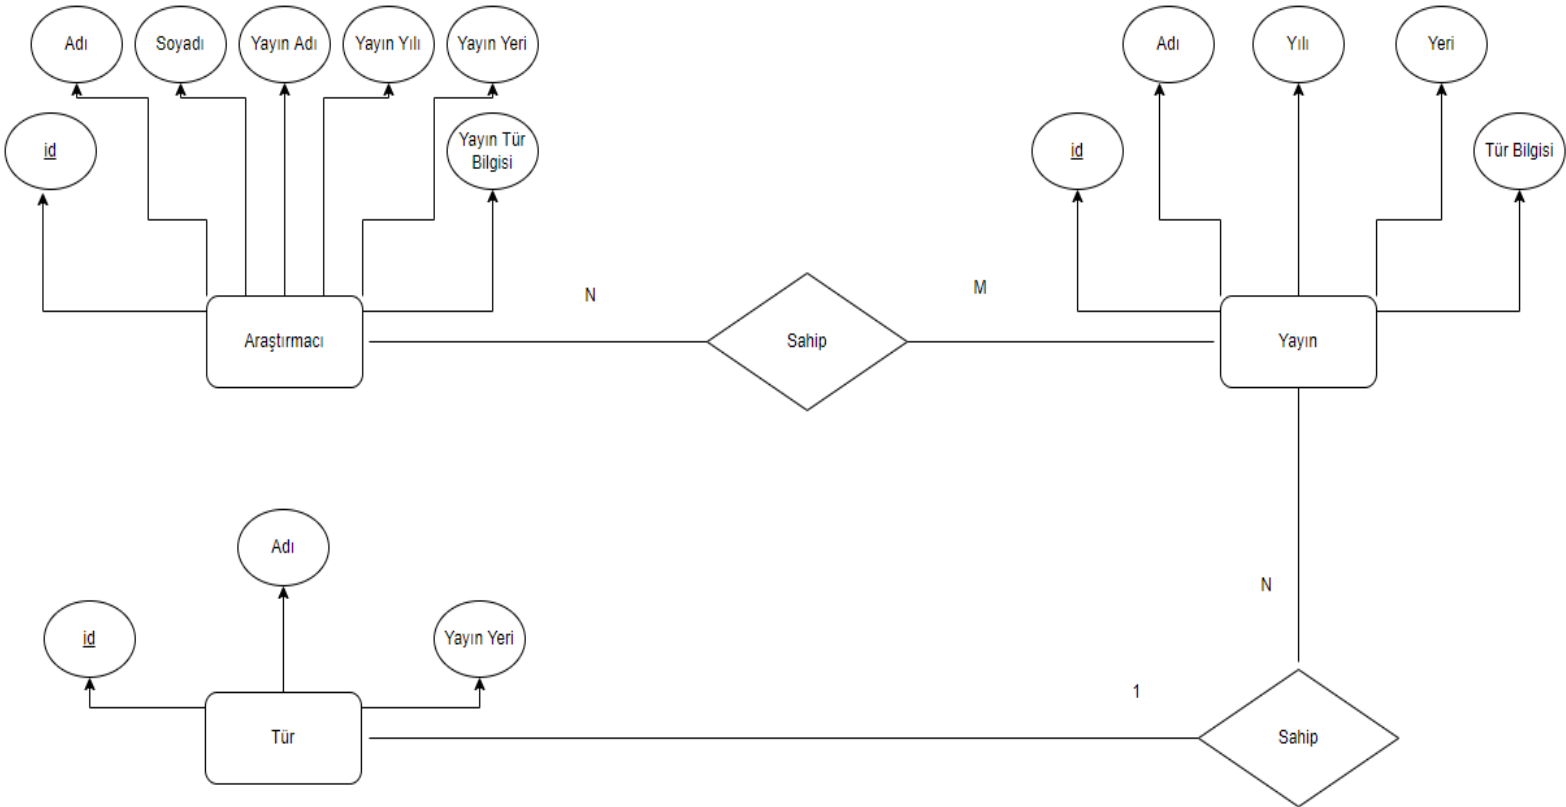 Adı
Soyadı
Yayın Adı
Yayın Yılı
Yayın Yeri
id
Yayın Tür
Bilgisi
Adı
Yılı
Yeri
id
Tür Bilgisi
N
M
Araştırmacı
Sahip
Yayın
Adı
N
id
Yayın Yeri
1
Tür
Sahip